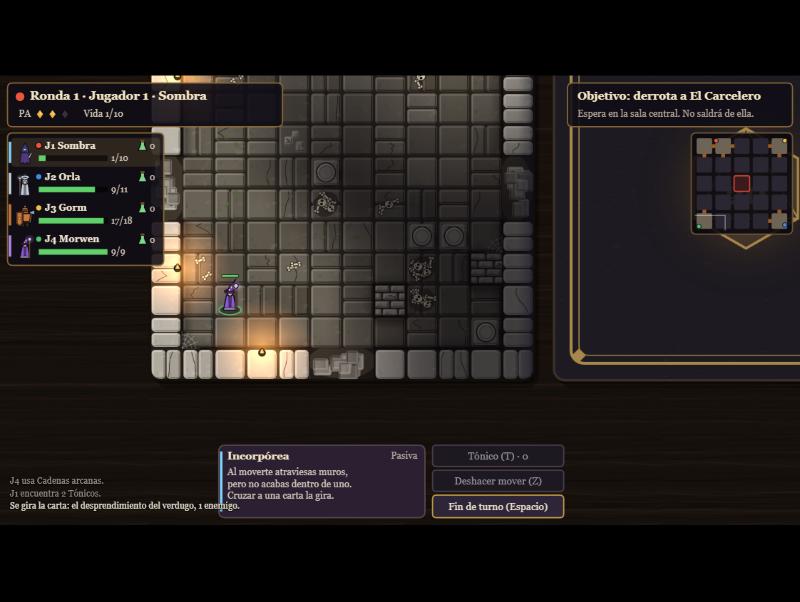 Ronda 1 · Jugador 1 · Sombra
PA
Vida 1/10
J1 Sombra
0
1/10
J2 Orla
0
9/11
J3 Gorm
0
17/18
J4 Morwen
0
9/9
Objetivo: derrota a El Carcelero
Espera en la sala central. No saldrá de ella.
Incorpórea
Pasiva
Al moverte atraviesas muros,
pero no acabas dentro de uno.
Cruzar a una carta la gira.
Tónico (T) · 0
Deshacer mover (Z)
Fin de turno (Espacio)
J4 usa Cadenas arcanas.
J1 encuentra 2 Tónicos.
Se gira la carta: el desprendimiento del verdugo, 1 enemigo.